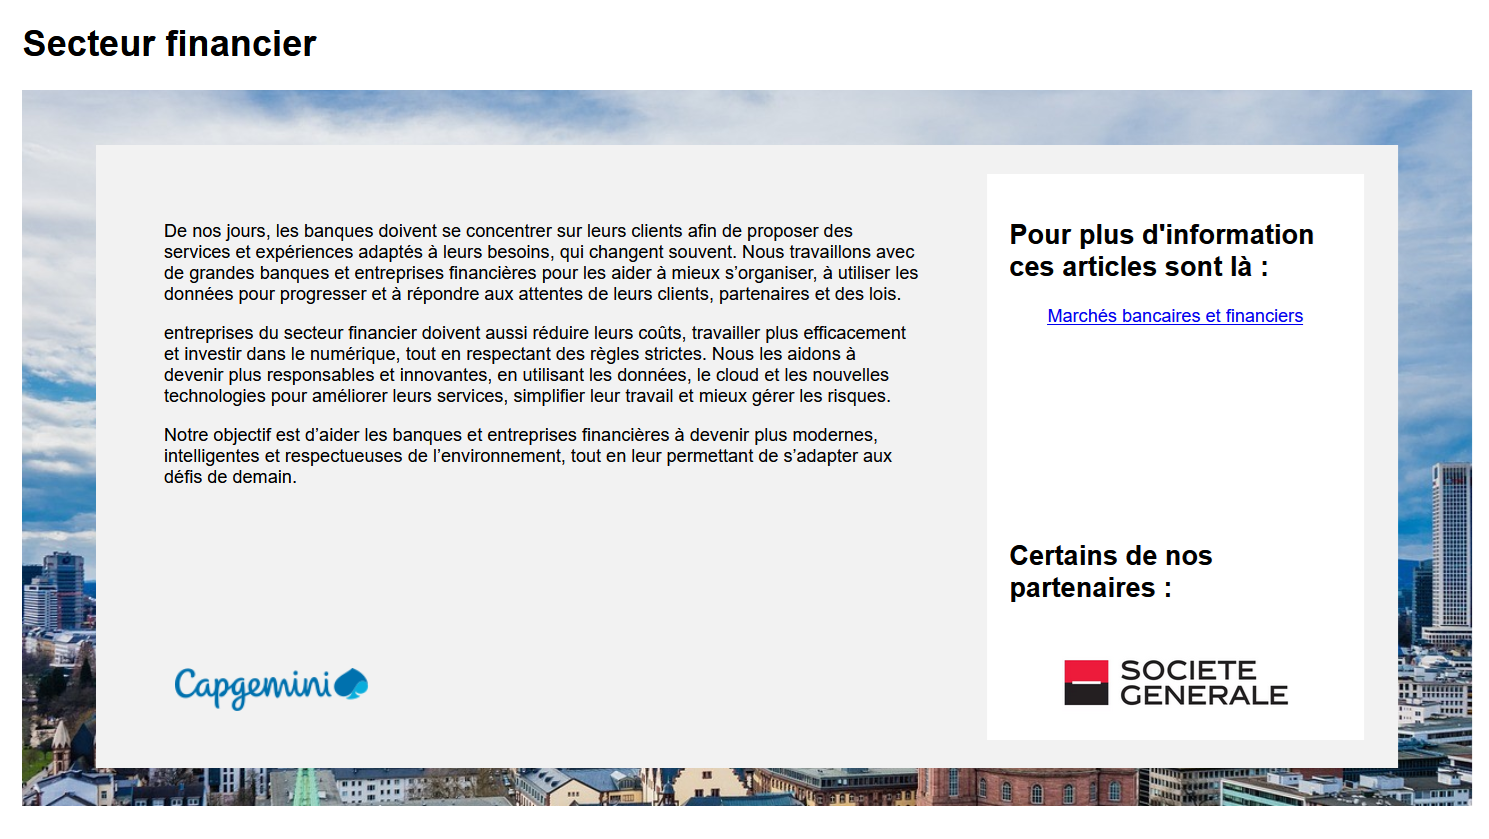 Secteur financier
De nos jours, les banques doivent se concentrer sur leurs clients afin de proposer des
services et expériences adaptés à leurs besoins, qui changent souvent. Nous travaillons avec
de grandes banques et entreprises financières pour les aider à mieux s’organiser, à utiliser les
données pour progresser et à répondre aux attentes de leurs clients, partenaires et des lois.
entreprises du secteur financier doivent aussi réduire leurs coûts, travailler plus efficacement
et investir dans le numérique, tout en respectant des règles strictes. Nous les aidons à
devenir plus responsables et innovantes, en utilisant les données, le cloud et les nouvelles
technologies pour améliorer leurs services, simplifier leur travail et mieux gérer les risques.
Notre objectif est d’aider les banques et entreprises financières à devenir plus modernes,
intelligentes et respectueuses de l’environnement, tout en leur permettant de s’adapter aux
défis de demain.
Capgemini
Pour plus d'information
ces articles sont là :
Marchés bancaires et financiers
Certains de nos
partenaires :
SOCIETE
GENERALE